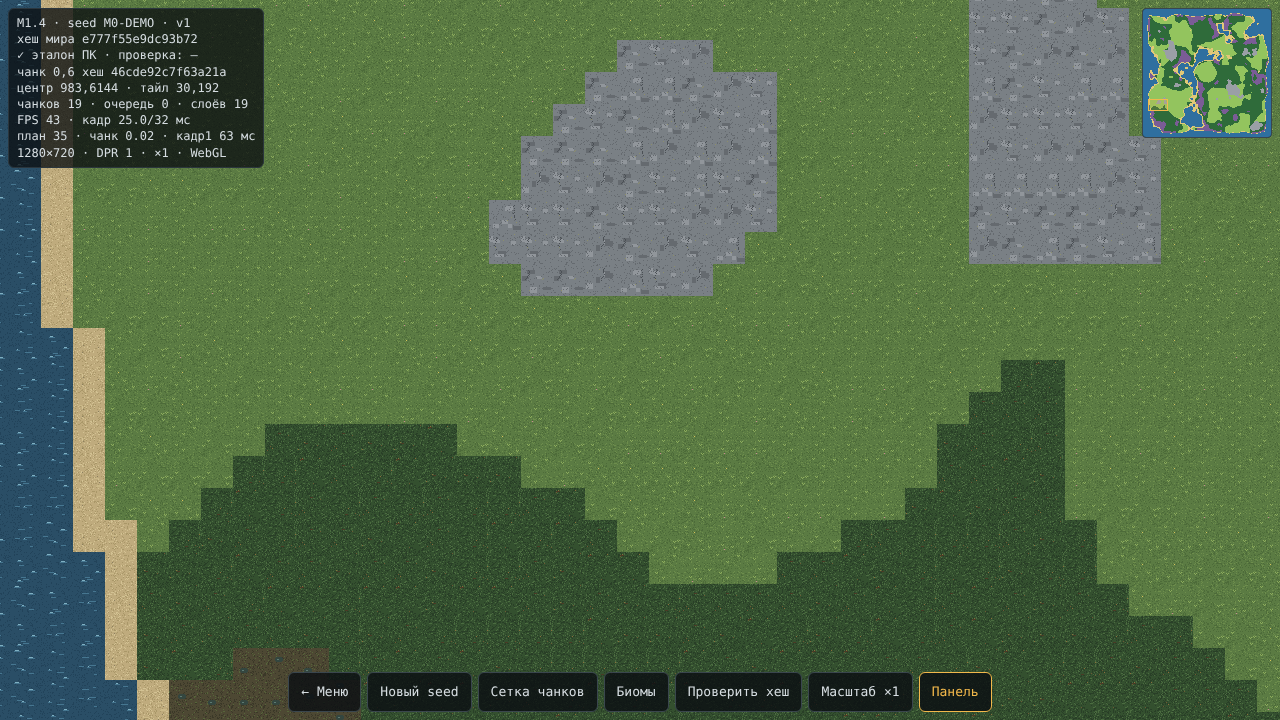 M1.4 · seed M0-DEMO · v1
хеш мира e777f55e9dc93b72
✓ эталон ПК · проверка: —
чанк 0,6 хеш 46cde92c7f63a21a
центр 983,6144 · тайл 30,192
чанков 19 · очередь 0 · слоёв 19
FPS 43 · кадр 25.0/32 мс
план 35 · чанк 0.02 · кадр1 63 мс
1280×720 · DPR 1 · ×1 · WebGL
← Меню
Новый seed
Сетка чанков
Биомы
Проверить хеш
Масштаб ×1
Панель